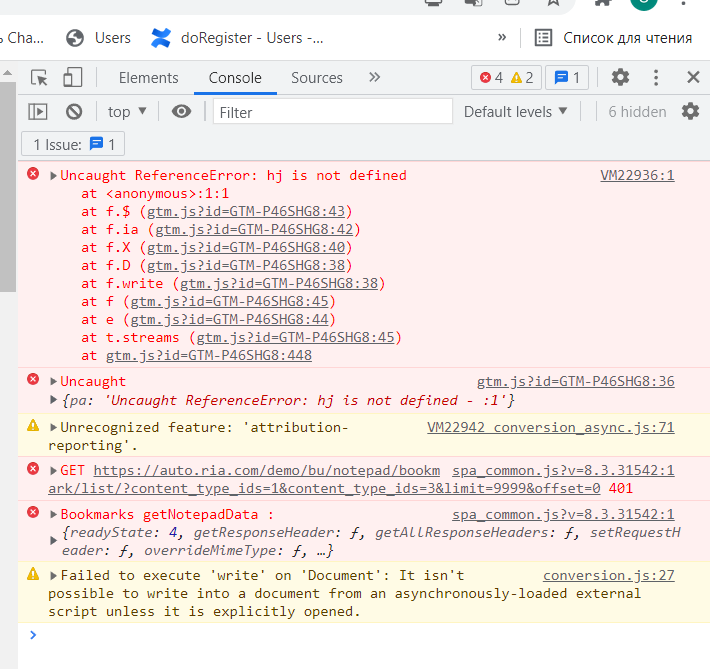 ь Cha... Users doRegister - Users -... » Список для чтения
Elements Console Sources » 4 2 1
top ▼ Filter Default levels ▼ 6 hidden
1 Issue: 1
Uncaught ReferenceError: hj is not defined VM22936:1
at <anonymous>:1:1
at f.$ (gtm.js?id=GTM-P46SHG8:43)
at f.ia (gtm.js?id=GTM-P46SHG8:42)
at f.X (gtm.js?id=GTM-P46SHG8:40)
at f.D (gtm.js?id=GTM-P46SHG8:38)
at f.write (gtm.js?id=GTM-P46SHG8:38)
at f (gtm.js?id=GTM-P46SHG8:45)
at e (gtm.js?id=GTM-P46SHG8:44)
at t.streams (gtm.js?id=GTM-P46SHG8:45)
at gtm.js?id=GTM-P46SHG8:448
Uncaught gtm.js?id=GTM-P46SHG8:36
{pa: 'Uncaught ReferenceError: hj is not defined - :1'}
Unrecognized feature: 'attribution- VM22942 conversion_async.js:71
reporting'.
GET https://auto.ria.com/demo/bu/notepad/bookm spa_common.js?v=8.3.31542:1
ark/list/?content_type_ids=1&content_type_ids=3&limit=9999&offset=0 401
Bookmarks getNotepadData : spa_common.js?v=8.3.31542:1
{readyState: 4, getResponseHeader: ƒ, getAllResponseHeaders: ƒ, setRequestH
eader: ƒ, overrideMimeType: ƒ, …}
Failed to execute 'write' on 'Document': It isn't conversion.js:27
possible to write into a document from an asynchronously-loaded external
script unless it is explicitly opened.